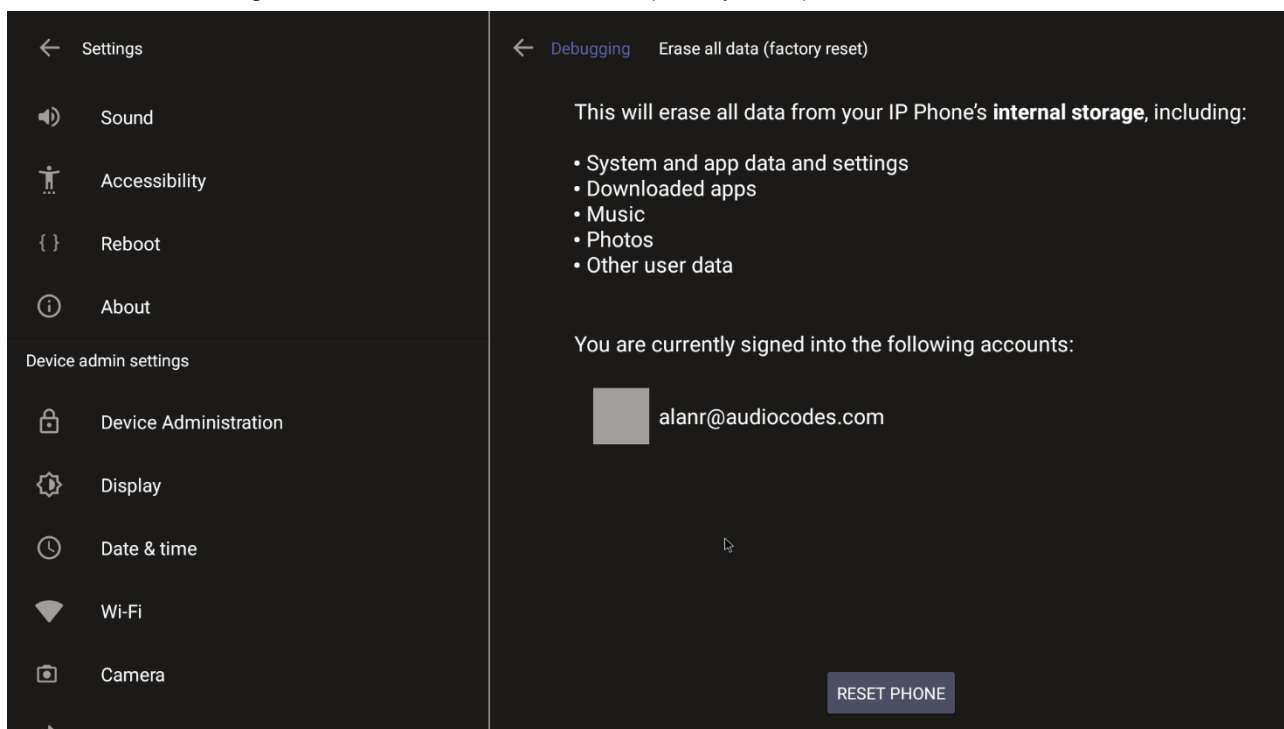 Settings
Sound
Accessibility
{ } Reboot
About
Device admin settings
Device Administration
Display
Date & time
Wi-Fi
Camera
Debugging Erase all data (factory reset)
This will erase all data from your IP Phone’s internal storage, including:
• System and app data and settings
• Downloaded apps
• Music
• Photos
• Other user data
You are currently signed into the following accounts:
alanr@audiocodes.com
RESET PHONE